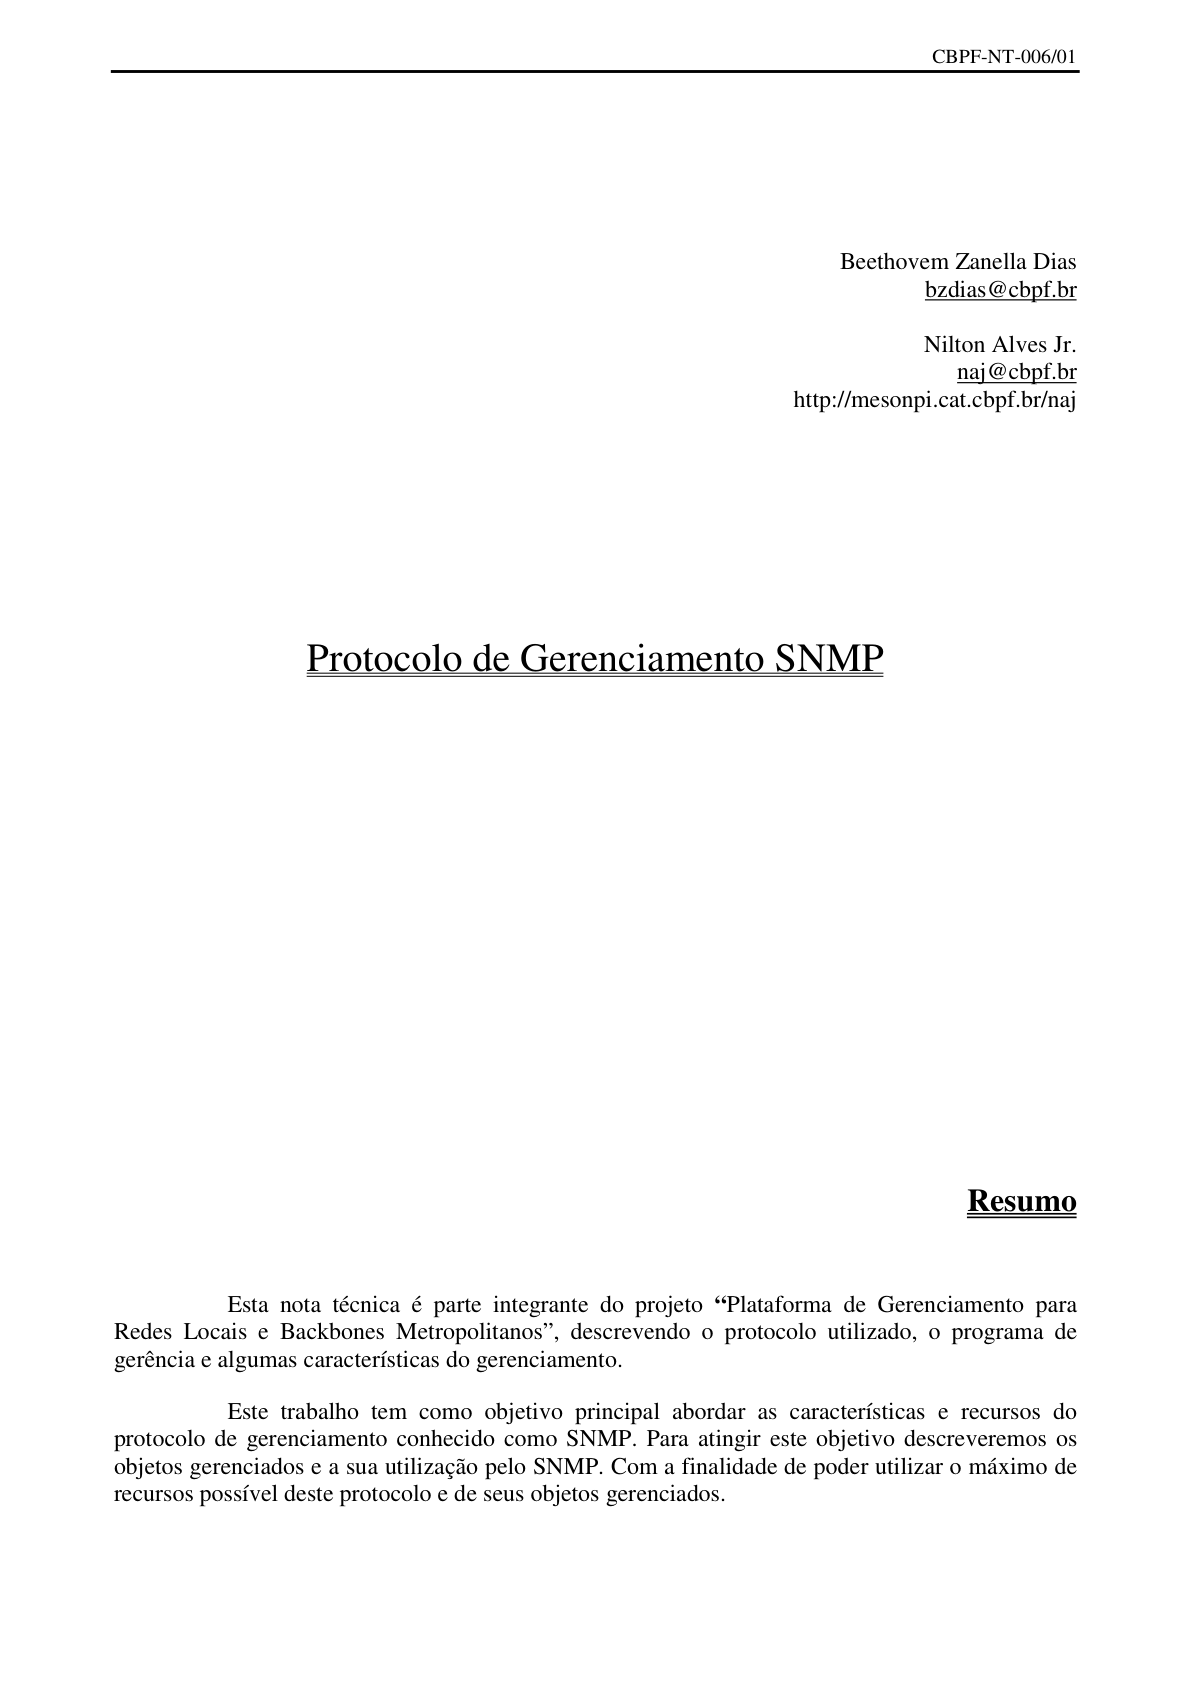 CBPF-NT-006/01
Beethovem Zanella Dias
bzdias@cbpf.br
Nilton Alves Jr.
naj@cbpf.br
http://mesonpi.cat.cbpf.br/naj
Protocolo de Gerenciamento SNMP
Resumo
Esta nota técnica é parte integrante do projeto “Plataforma de Gerenciamento para
Redes Locais e Backbones Metropolitanos”, descrevendo o protocolo utilizado, o programa de
gerência e algumas características do gerenciamento.
Este trabalho tem como objetivo principal abordar as características e recursos do
protocolo de gerenciamento conhecido como SNMP. Para atingir este objetivo descreveremos os
objetos gerenciados e a sua utilização pelo SNMP. Com a finalidade de poder utilizar o máximo de
recursos possível deste protocolo e de seus objetos gerenciados.